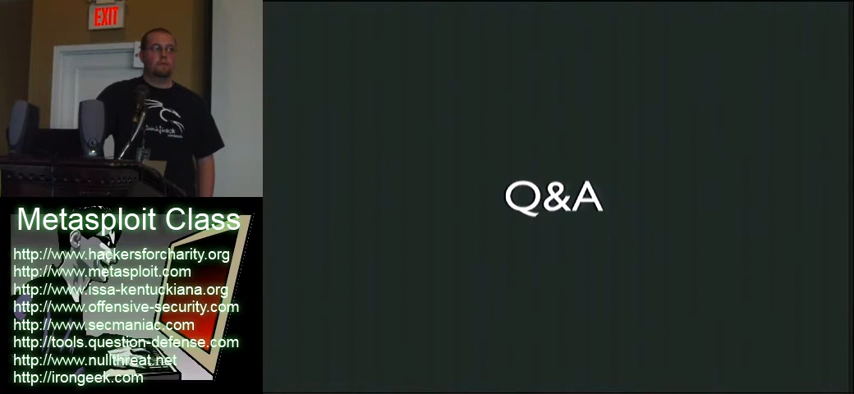 EXIT
Q&A
Metasploit Class
http://www.hackersforcharity.org
http://www.metasploit.com
http://www.issa-kentuckiana.org
http://www.offensive-security.com
http://www.secmaniac.com
http://tools.question-defense.com
http://www.nullthreat.net
http://irongeek.com